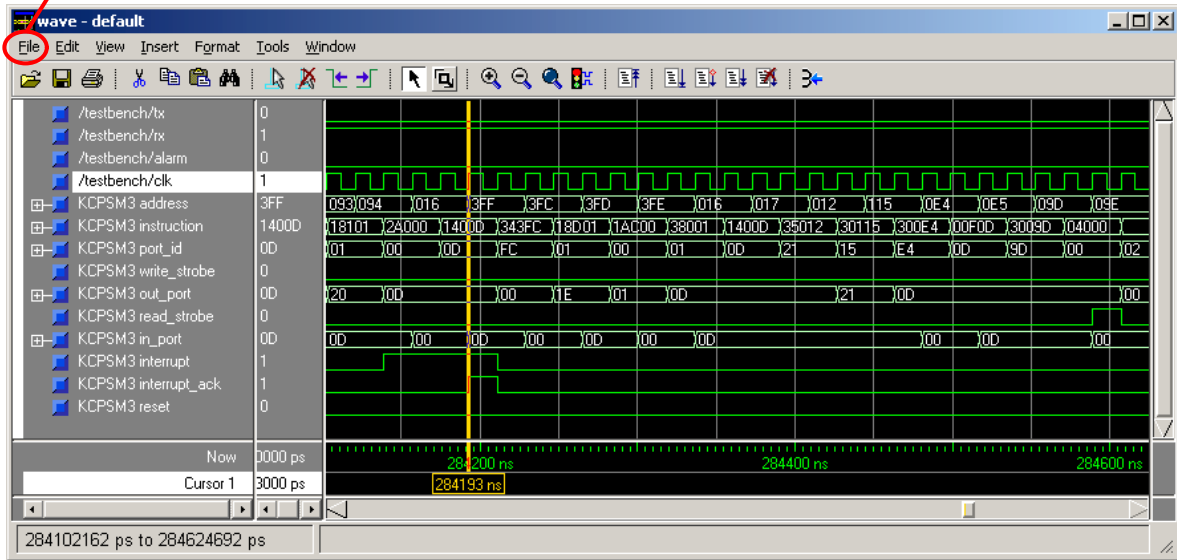 wave - default
File Edit View Insert Format Tools Window
/testbench/tx 0
/testbench/rx 1
/testbench/alarm 0
/testbench/clk 1
KCPSM3 address 3FF 093 094 016 3FF 3FC 3FD 3FE 016 017 012 115 0E4 0E5 09D 09E
KCPSM3 instruction 1400D 18101 2A000 1400D 343FC 18D01 1AC00 38001 1400D 35012 30115 300E4 00F0D 3009D 04000
KCPSM3 port_id 0D 01 00 0D FC 01 00 01 0D 21 15 E4 0D 9D 00 02
KCPSM3 write_strobe 0
KCPSM3 out_port 0D 20 0D 00 1E 01 0D 21 0D 00
KCPSM3 read_strobe 0
KCPSM3 in_port 0D 0D 00 0D 00 0D 00 0D 00 0D 00
KCPSM3 interrupt 1
KCPSM3 interrupt_ack 1
KCPSM3 reset 0
Now 0000 ps 284200 ns 284400 ns 284600 ns
Cursor 1 3000 ps 284193 ns
284102162 ps to 284624692 ps